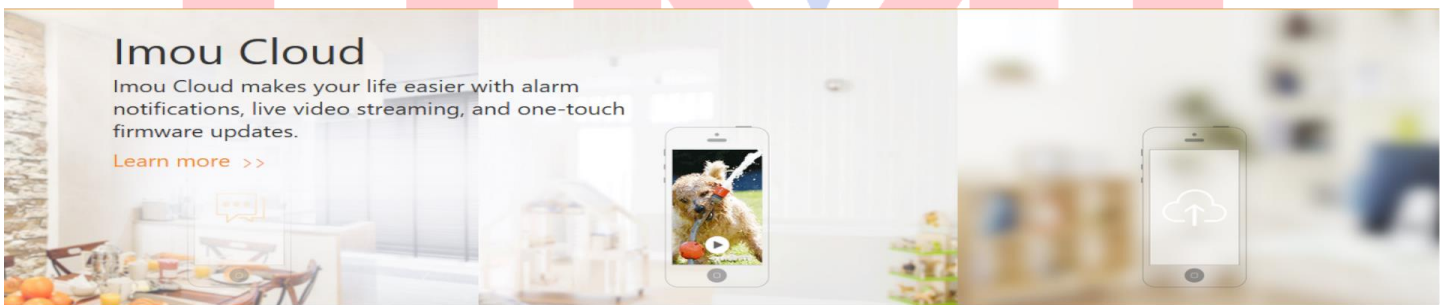 Imou Cloud
Imou Cloud makes your life easier with alarm
notifications, live video streaming, and one-touch
firmware updates.
Learn more >>